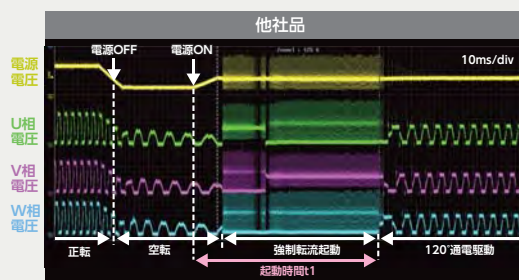 他社品
電源OFF
電源ON
10ms/div
電源
電圧
U相
電圧
V相
電圧
W相
電圧
正転
空転
強制転流起動
120°通電駆動
起動時間t1